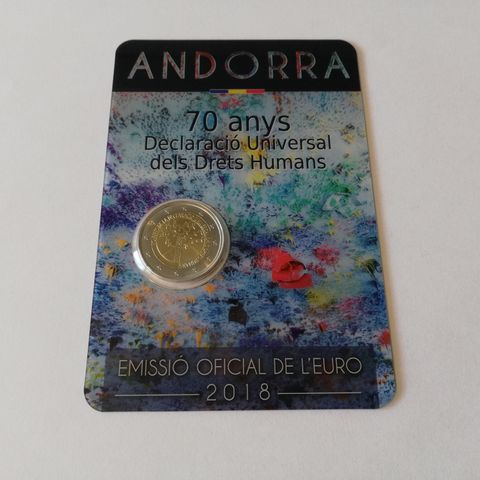 ANDORRA
70 anys
Declaració Universal
dels Drets Humans
EMISSIÓ OFICIAL DE L'EURO
2018